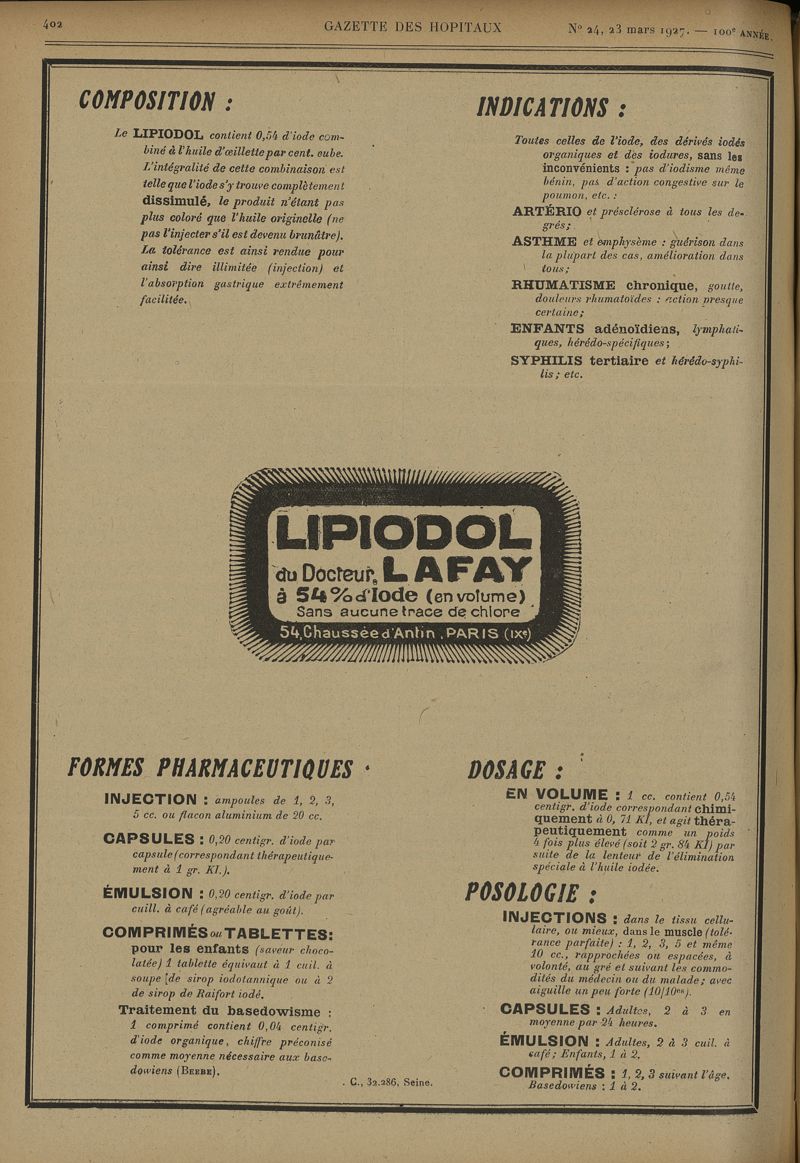 402
GAZETTE DES HOPITAUX
Nº 24, 23 mars 1927. — 100e ANNÉE.
COMPOSITION :
Le LIPIODOL contient 0,54 d'iode com-
biné à l'huile d'œillette par cent. cube.
L'intégralité de cette combinaison est
telle que l'iode s'y trouve complètement
dissimulé, le produit n'étant pas
plus coloré que l'huile originelle (ne
pas l'injecter s'il est devenu brunâtre).
La tolérance est ainsi rendue pour
ainsi dire illimitée (injection) et
l'absorption gastrique extrêmement
facilitée.
INDICATIONS :
Toutes celles de l'iode, des dérivés iodés
organiques et des iodures, sans les
inconvénients : pas d'iodisme même
bénin, pas d'action congestive sur le
poumon, etc. :
ARTÉRIO et présclérose à tous les de-
grés;
ASTHME et emphysème : guérison dans
la plupart des cas, amélioration dans
tous;
RHUMATISME chronique, goutte,
douleurs rhumatoïdes : action presque
certaine;
ENFANTS adénoïdiens, lymphati-
ques, hérédo-spécifiques;
SYPHILIS tertiaire et hérédo-syphi-
lis; etc.
LIPIODOL
du Docteur LAFAY
à 54% d'Iode (en volume)
Sans aucune trace de chlore
54, Chaussée d'Antin, PARIS (IXe)
FORMES PHARMACEUTIQUES
INJECTION : ampoules de 1, 2, 3,
5 cc. ou flacon aluminium de 20 cc.
CAPSULES : 0,20 centigr. d'iode par
capsule (correspondant thérapeutique-
ment à 1 gr. KI.).
ÉMULSION : 0,20 centigr. d'iode par
cuill. à café (agréable au goût).
COMPRIMÉS ou TABLETTES:
pour les enfants (saveur choco-
latée) 1 tablette équivaut à 1 cuil. à
soupe [de sirop iodotannique ou à 2
de sirop de Raifort iodé.
Traitement du basedowisme :
1 comprimé contient 0,04 centigr.
d'iode organique, chiffre préconisé
comme moyenne nécessaire aux base-
dowiens (BEEBE).
. C., 32.286, Seine.
DOSAGE :
EN VOLUME : 1 cc. contient 0,54
centigr. d'iode correspondant chimi-
quement à 0, 71 KI, et agit théra-
peutiquement comme un poids
4 fois plus élevé (soit 2 gr. 84 KI) par
suite de la lenteur de l'élimination
spéciale à l'huile iodée.
POSOLOGIE :
INJECTIONS : dans le tissu cellu-
laire, ou mieux, dans le muscle (tolé-
rance parfaite) : 1, 2, 3, 5 et même
10 cc., rapprochées ou espacées, à
volonté, au gré et suivant les commo-
dités du médecin ou du malade; avec
aiguille un peu forte (10/10mm).
CAPSULES : Adultes, 2 à 3 en
moyenne par 24 heures.
ÉMULSION : Adultes, 2 à 3 cuil. à
café; Enfants, 1 à 2.
COMPRIMÉS : 1, 2, 3 suivant l'âge.
Basedowiens : 1 à 2.